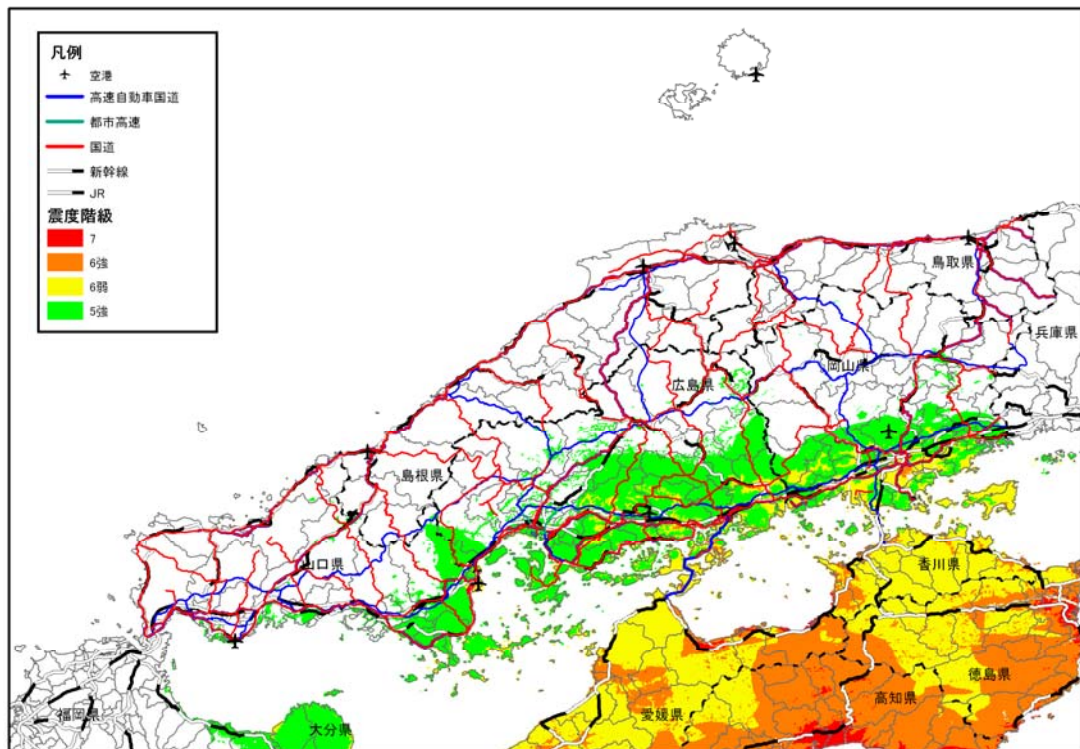 凡例
空港
高速自動車国道
都市高速
国道
新幹線
JR
震度階級
7
6強
6弱
5強
鳥取県
兵庫県
岡山県
広島県
島根県
山口県
香川県
徳島県
高知県
愛媛県
福岡県
大分県